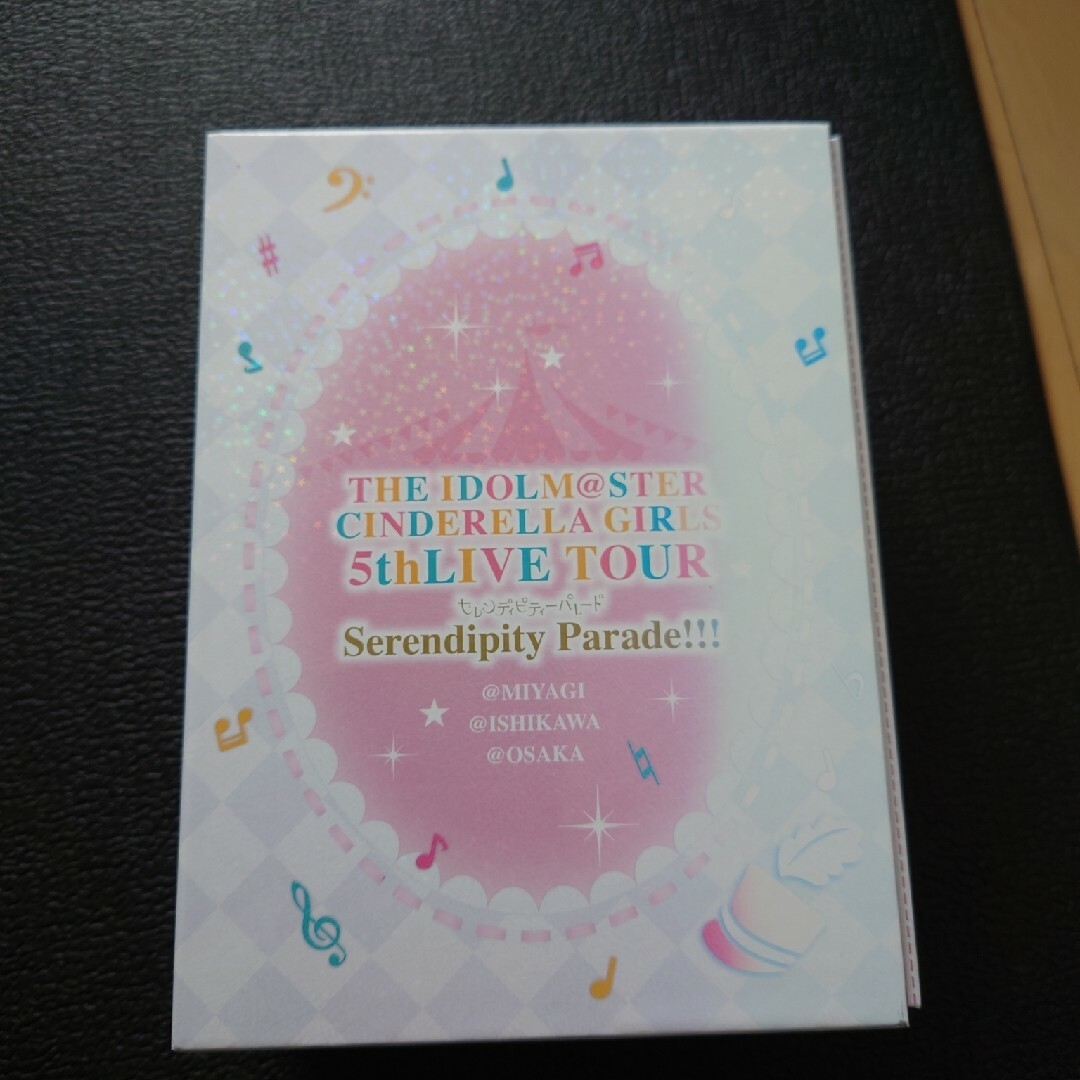 THE IDOLM@STER
CINDERELLA GIRLS
5thLIVE TOUR
セレンディピティーパレード
Serendipity Parade!!!
@MIYAGI
@ISHIKAWA
@OSAKA